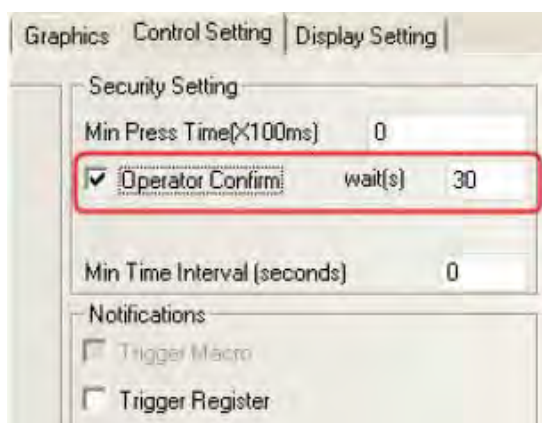 Graphics Control Setting Display Setting
Security Setting
Min Press Time(X100ms) 0
Operator Confirm wait(s) 30
Min Time Interval (seconds) 0
Notifications
Trigger Macro
Trigger Register